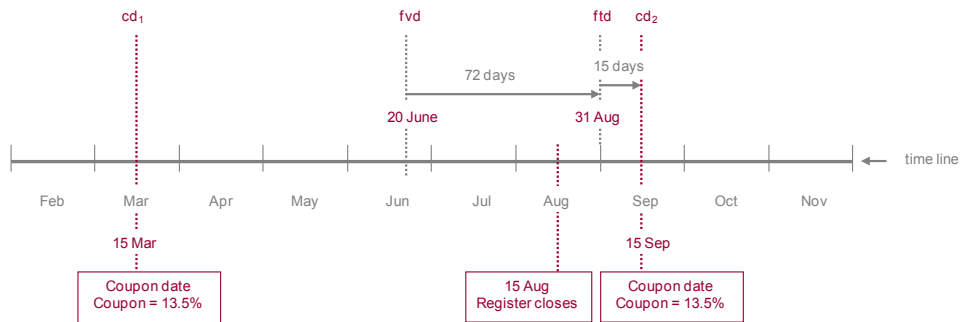 cd1
fvd
ftd
cd2
15 days
72 days
20 June
31 Aug
time line
Feb
Mar
Apr
May
Jun
Jul
Aug
Sep
Oct
Nov
15 Mar
15 Sep
Coupon date
Coupon = 13.5%
15 Aug
Register closes
Coupon date
Coupon = 13.5%